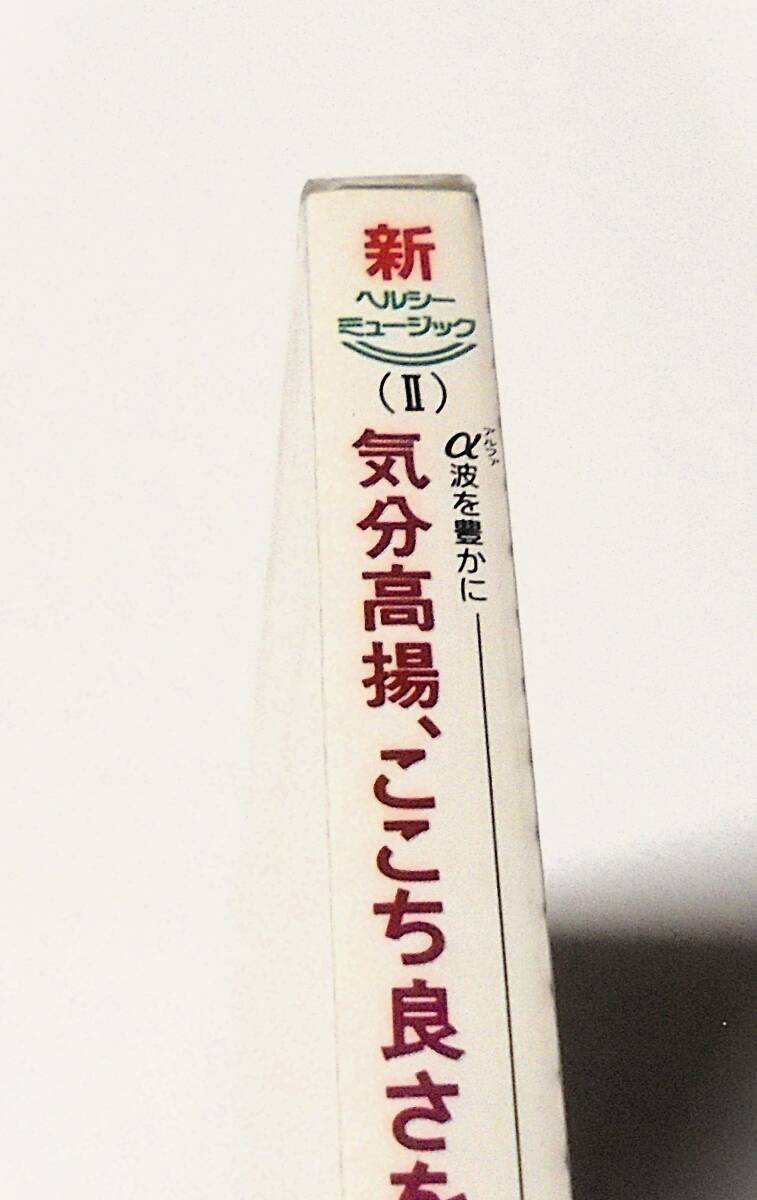 新
ヘルシー
ミュージック
(Ⅱ)
α波を豊かに
アルファ
気分高揚、ここち良さを